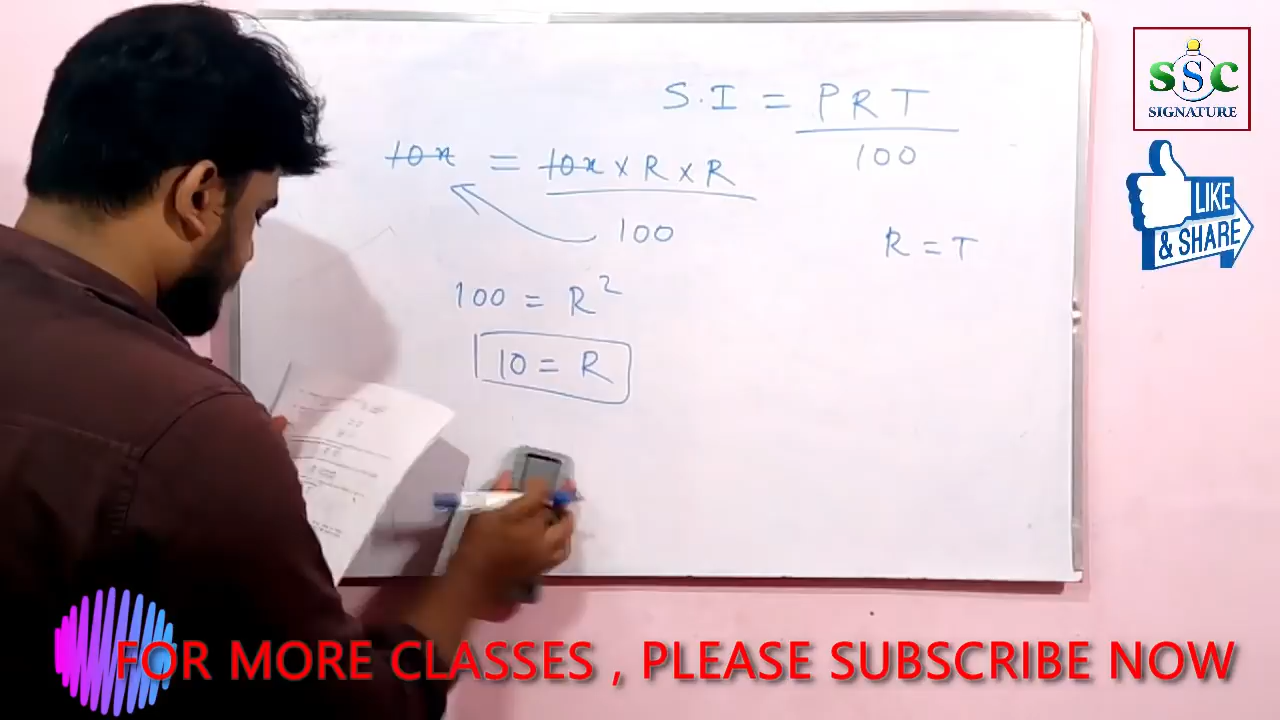 S.I = PRT
100
10x = 10x × R × R
100
R = T
100 = R²
10 = R
SSC
SIGNATURE
LIKE
& SHARE
FOR MORE CLASSES , PLEASE SUBSCRIBE NOW